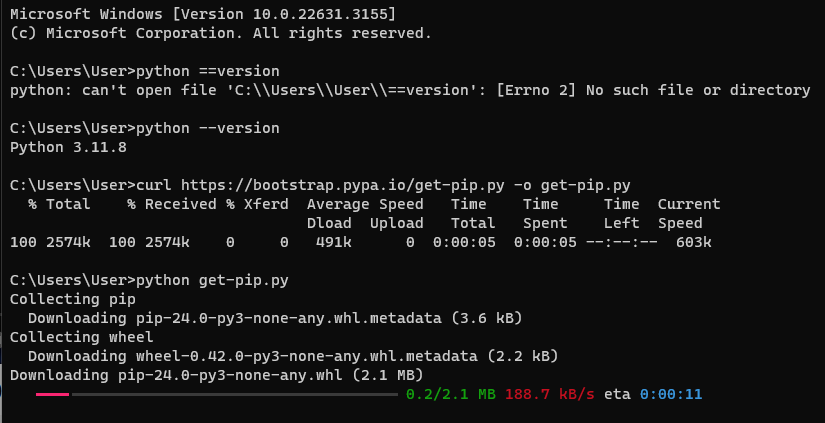 Microsoft Windows [Version 10.0.22631.3155]
(c) Microsoft Corporation. All rights reserved.
C:\Users\User>python ==version
python: can't open file 'C:\\Users\\User\\==version': [Errno 2] No such file or directory
C:\Users\User>python --version
Python 3.11.8
C:\Users\User>curl https://bootstrap.pypa.io/get-pip.py -o get-pip.py
% Total % Received % Xferd Average Speed Time Time Time Current
Dload Upload Total Spent Left Speed
100 2574k 100 2574k 0 0 491k 0 0:00:05 0:00:05 --:--:-- 603k
C:\Users\User>python get-pip.py
Collecting pip
Downloading pip-24.0-py3-none-any.whl.metadata (3.6 kB)
Collecting wheel
Downloading wheel-0.42.0-py3-none-any.whl.metadata (2.2 kB)
Downloading pip-24.0-py3-none-any.whl (2.1 MB)
0.2/2.1 MB 188.7 kB/s eta 0:00:11